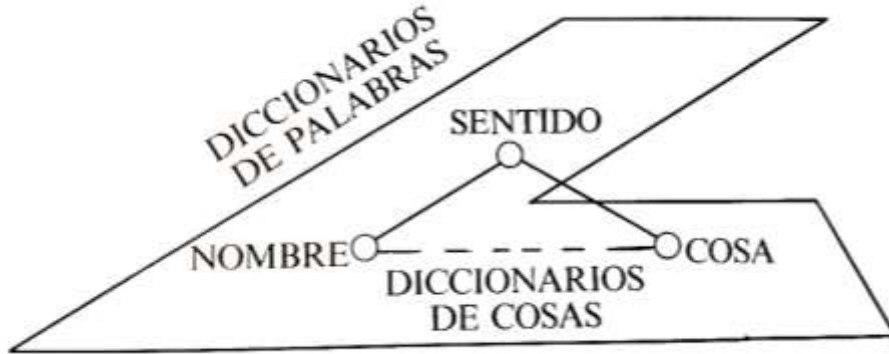 DICCIONARIOS
DE PALABRAS
SENTIDO
NOMBRE
COSA
DICCIONARIOS
DE COSAS